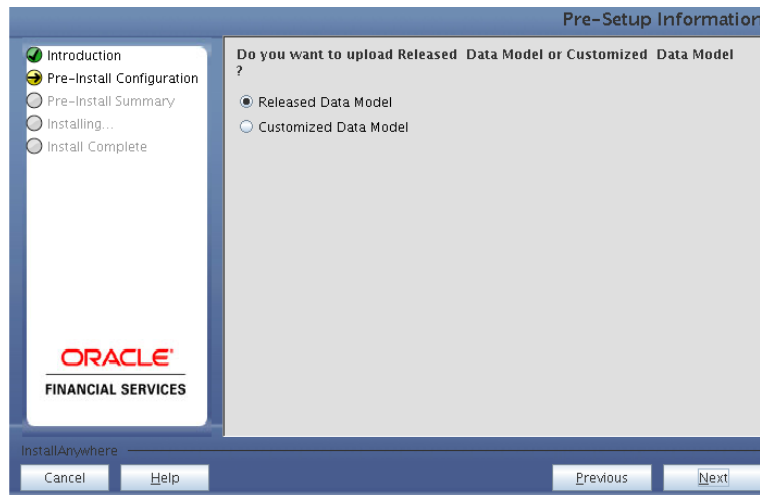 Pre-Setup Information
Introduction
Pre-Install Configuration
Pre-Install Summary
Installing...
Install Complete
Do you want to upload Released Data Model or Customized Data Model
?
Released Data Model
Customized Data Model
ORACLE
FINANCIAL SERVICES
InstallAnywhere
Cancel
Help
Previous
Next